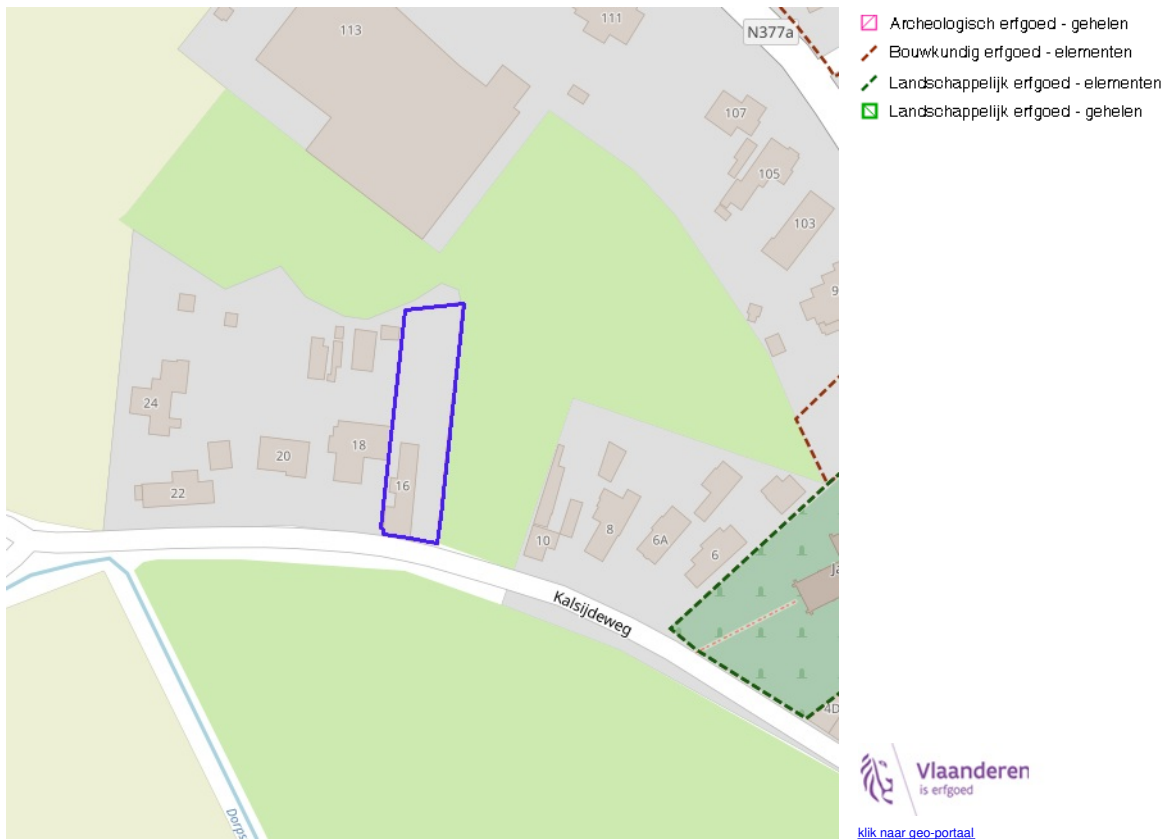 113
111
N377a
107
105
103
24
18
20
16
22
10
8
6A
6
Kalsijdeweg
4D
Archeologisch erfgoed - gehelen
Bouwkundig erfgoed - elementen
Landschappelijk erfgoed - elementen
Landschappelijk erfgoed - gehelen
Vlaanderen
is erfgoed
klik naar geo-portaal